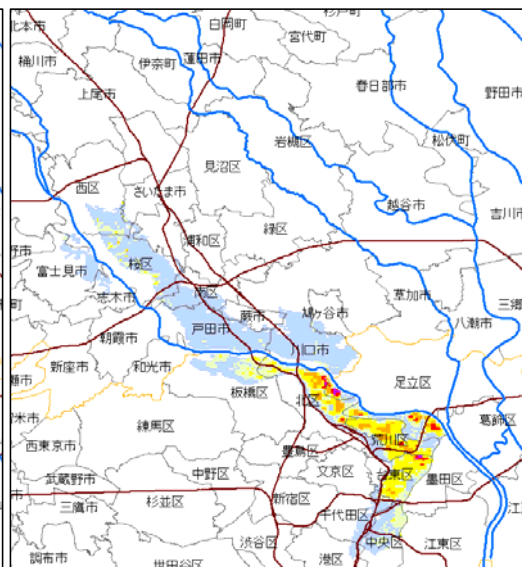 杉戸町
北本市
白岡町
宮代町
蓮田市
桶川市
伊奈町
春日部市
上尾市
野田市
岩槻区
松伏町
見沼区
西区
さいたま市
越谷市
吉川市
浦和区
緑区
桜区
富士見市
南区
草加市
志木市
蕨市
鳩ヶ谷市
戸田市
八潮市
川口市
朝霞市
新座市
和光市
板橋区
足立区
北区
葛飾区
練馬区
荒川区
西東京市
豊島区
文京区
台東区
中野区
墨田区
武蔵野市
杉並区
新宿区
三鷹市
千代田区
渋谷区
中央区
江東区
調布市
世田谷区
港区